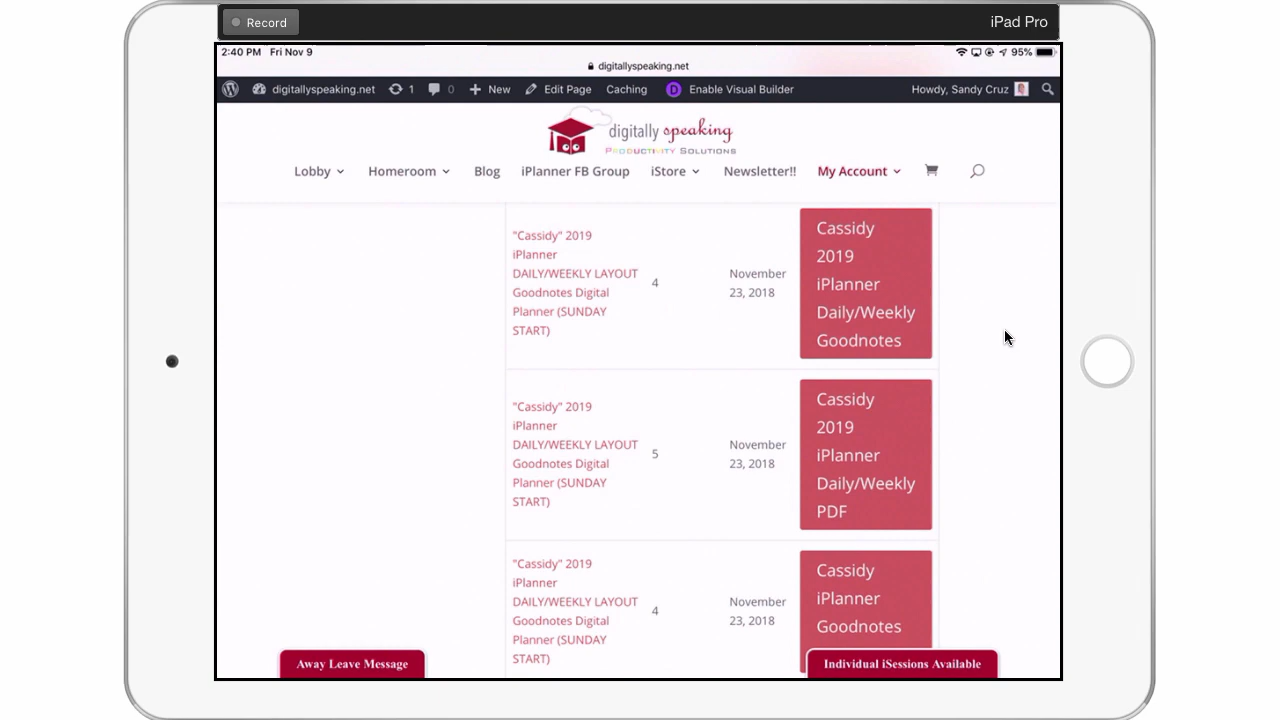 Record
iPad Pro
2:40 PM Fri Nov 9
95%
digitallyspeaking.net
digitallyspeaking.net 1 0 New Edit Page Caching D Enable Visual Builder Howdy, Sandy Cruz
digitally speaking
PRODUCTIVITY SOLUTIONS
Lobby Homeroom Blog iPlanner FB Group iStore Newsletter!! My Account
"Cassidy" 2019
iPlanner
DAILY/WEEKLY LAYOUT
Goodnotes Digital
Planner (SUNDAY
START)
4
November
23, 2018
Cassidy
2019
iPlanner
Daily/Weekly
Goodnotes
"Cassidy" 2019
iPlanner
DAILY/WEEKLY LAYOUT
Goodnotes Digital
Planner (SUNDAY
START)
5
November
23, 2018
Cassidy
2019
iPlanner
Daily/Weekly
PDF
"Cassidy" 2019
iPlanner
DAILY/WEEKLY LAYOUT
Goodnotes Digital
Planner (SUNDAY
START)
4
November
23, 2018
Cassidy
iPlanner
Goodnotes
Away Leave Message
Individual iSessions Available